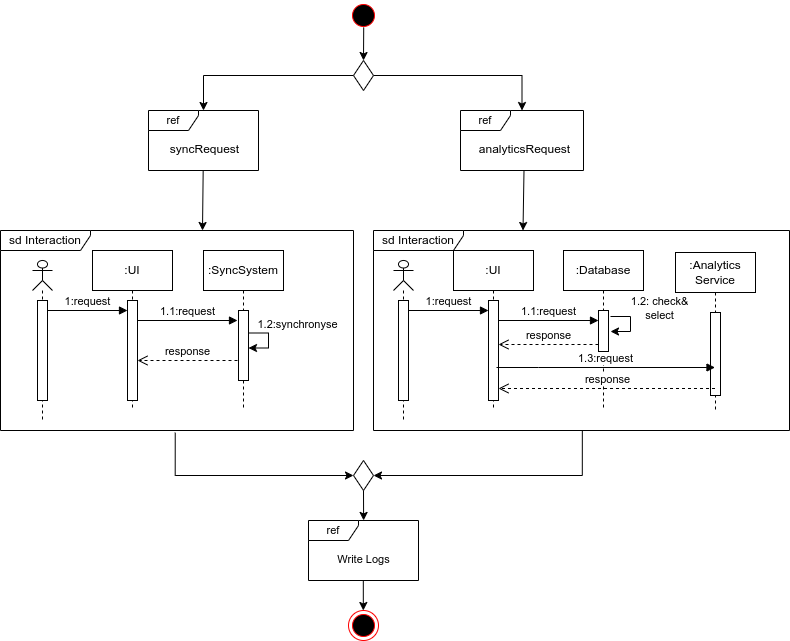 ref
syncRequest
ref
analyticsRequest
sd Interaction
:UI
:SyncSystem
1:request
1.1:request
1.2:synchronyse
response
sd Interaction
:UI
:Database
:Analytics
Service
1:request
1.1:request
1.2: check&
select
response
1.3:request
response
ref
Write Logs